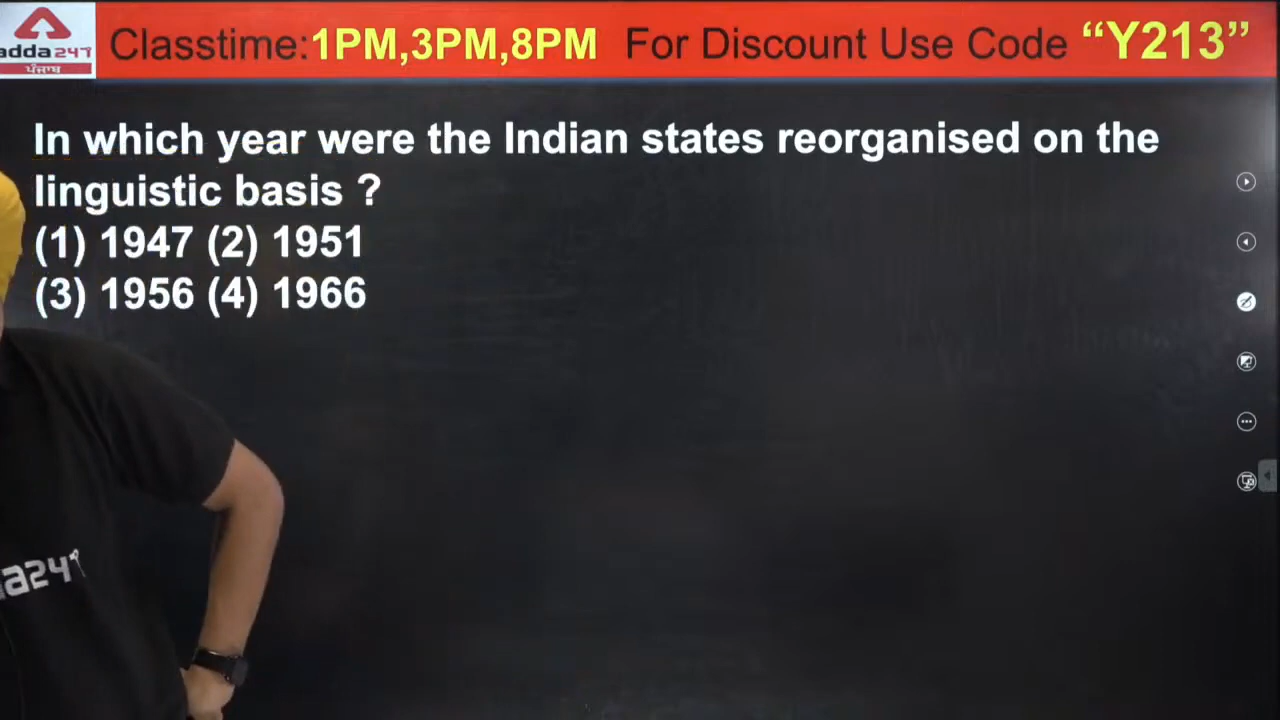 adda247
ਪੰਜਾਬ
Classtime:1PM,3PM,8PM For Discount Use Code “Y213”
In which year were the Indian states reorganised on the
linguistic basis ?
(1) 1947 (2) 1951
(3) 1956 (4) 1966
a247